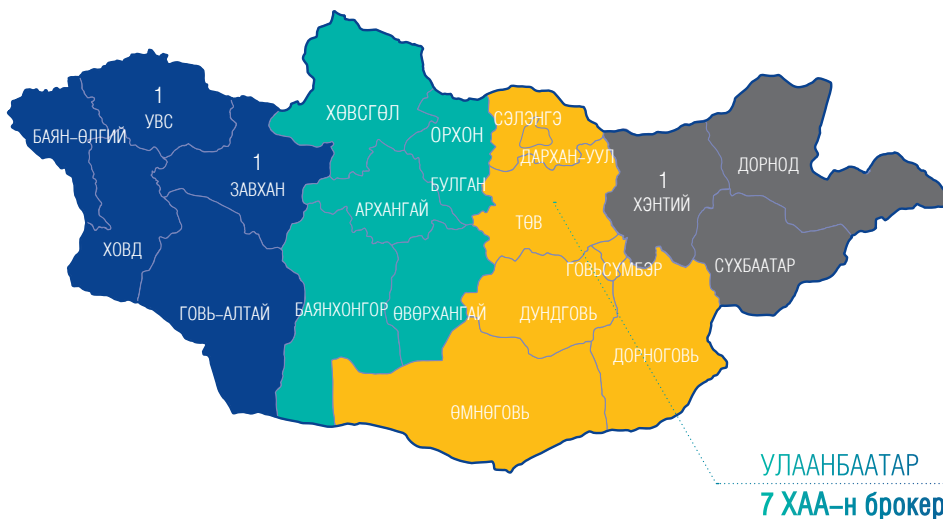 1
УВС
БАЯН-ӨЛГИЙ
1
ЗАВХАН
ХОВД
ГОВЬ-АЛТАЙ
ХӨВСГӨЛ
ОРХОН
БУЛГАН
АРХАНГАЙ
БАЯНХОНГОР
ӨВӨРХАНГАЙ
СЭЛЭНГЭ
ДАРХАН-УУЛ
ТӨВ
ГОВЬСҮМБЭР
ДУНДГОВЬ
ДОРНОГОВЬ
ӨМНӨГОВЬ
1
ХЭНТИЙ
ДОРНОД
СҮХБААТАР
УЛААНБААТАР
7 ХАА-н брокер